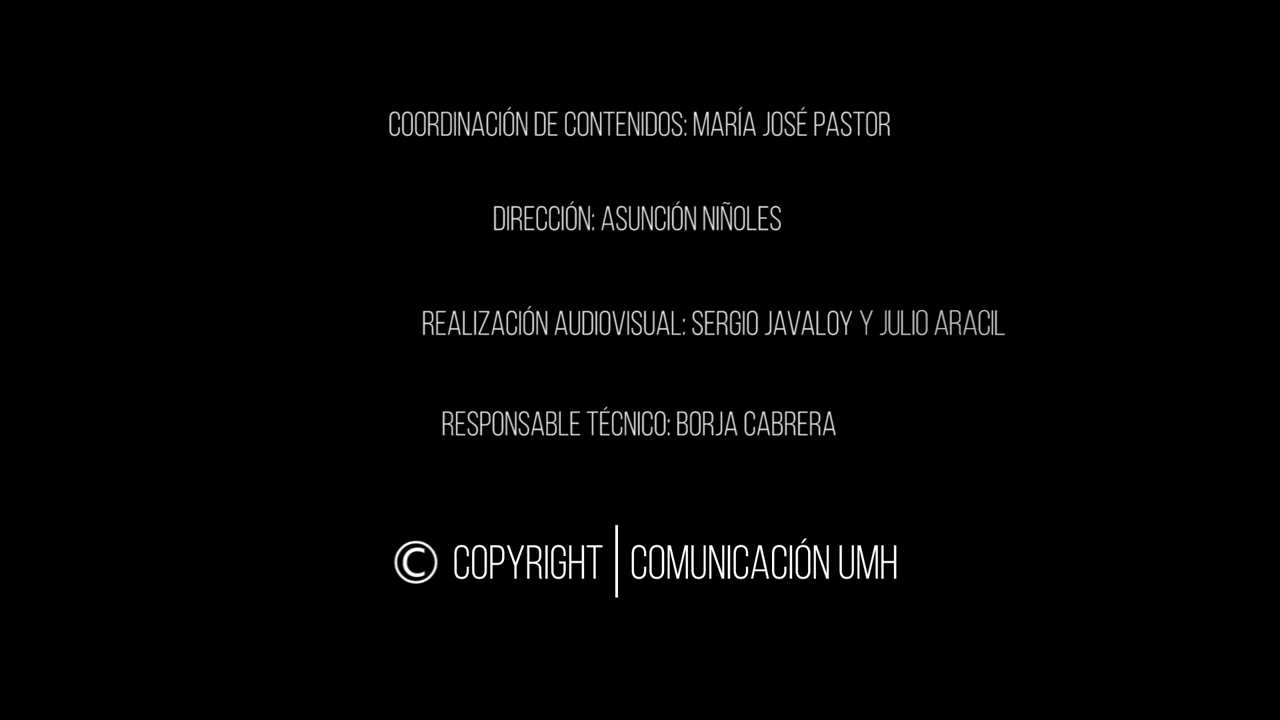 COORDINACIÓN DE CONTENIDOS: MARÍA JOSÉ PASTOR
DIRECCIÓN: ASUNCIÓN NIÑOLES
REALIZACIÓN AUDIOVISUAL: SERGIO JAVALOY Y JULIO ARACIL
RESPONSABLE TÉCNICO: BORJA CABRERA
© COPYRIGHT | COMUNICACIÓN UMH